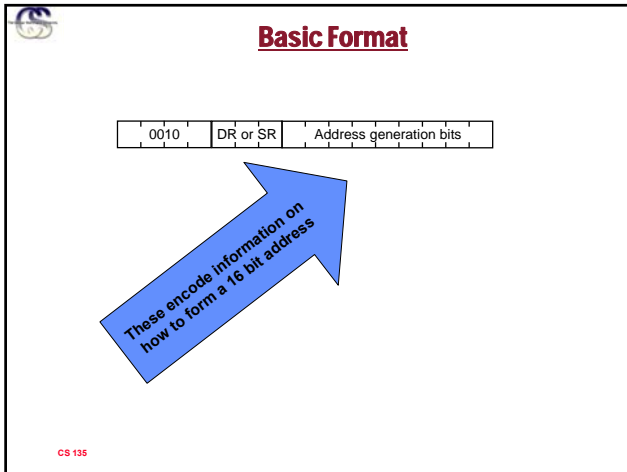 Basic Format
0010 DR or SR Address generation bits
These encode information on
how to form a 16 bit address
CS 135